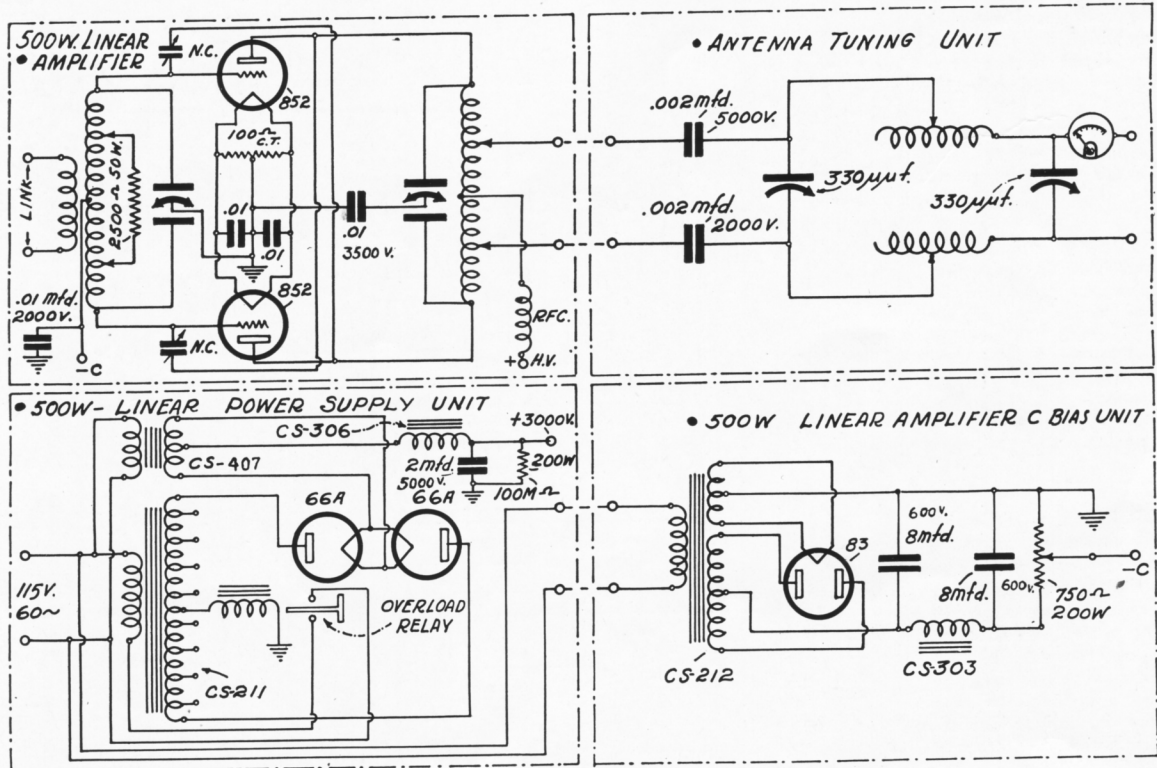 500W. LINEAR
• AMPLIFIER
N.C.
852
100Ω
C.T.
LINK
2500Ω 50W.
.01
.01
.01
3500 V.
852
N.C.
.01 mfd.
2000V.
-C
RFC.
+ H.V.
• ANTENNA TUNING UNIT
.002mfd.
5000V.
330μμf.
330μμf.
.002mfd.
2000V.
• 500W- LINEAR POWER SUPPLY UNIT
CS-306
+3000V.
CS-407
2mfd.
5000V.
200W
100MΩ
66A
66A
115V.
60~
OVERLOAD
RELAY
CS-211
• 500W LINEAR AMPLIFIER C BIAS UNIT
600V.
8mfd.
83
8mfd.
600V.
-C
750Ω
200W
CS-212
CS-303